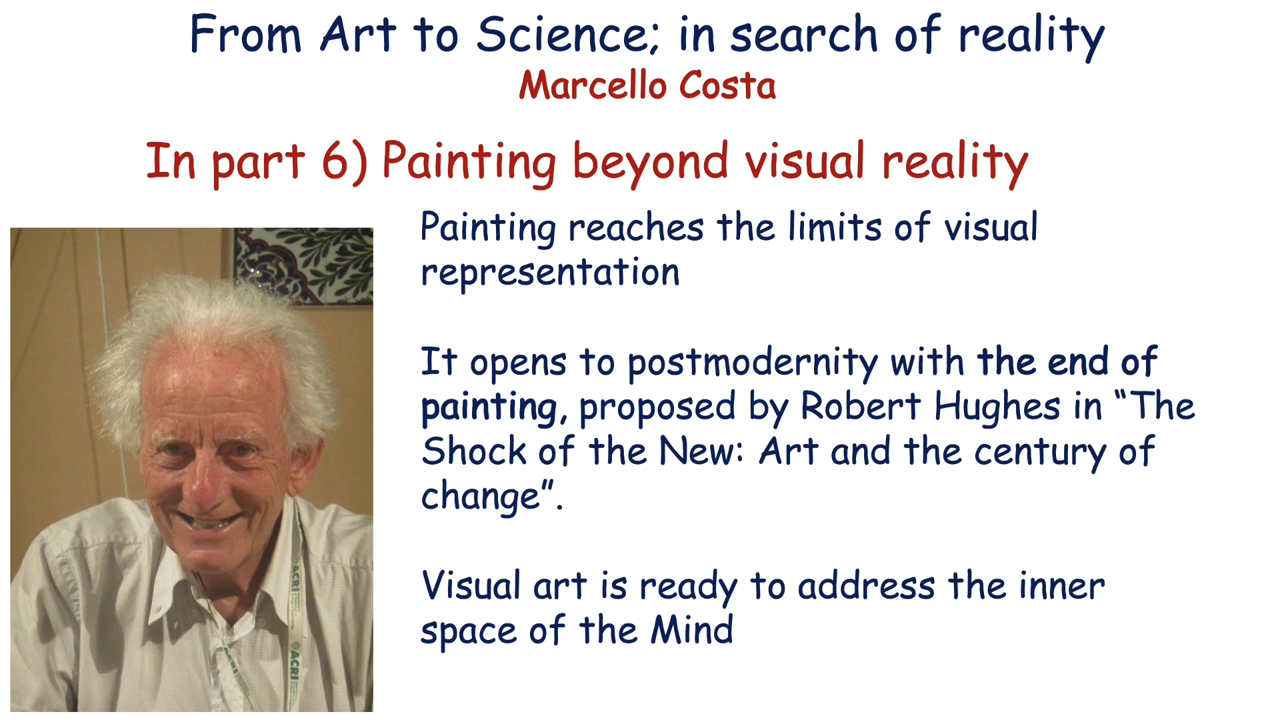 From Art to Science; in search of reality
Marcello Costa
In part 6) Painting beyond visual reality
Painting reaches the limits of visual
representation
It opens to postmodernity with the end of
painting, proposed by Robert Hughes in “The
Shock of the New: Art and the century of
change”.
Visual art is ready to address the inner
space of the Mind
ACRI
ACRI